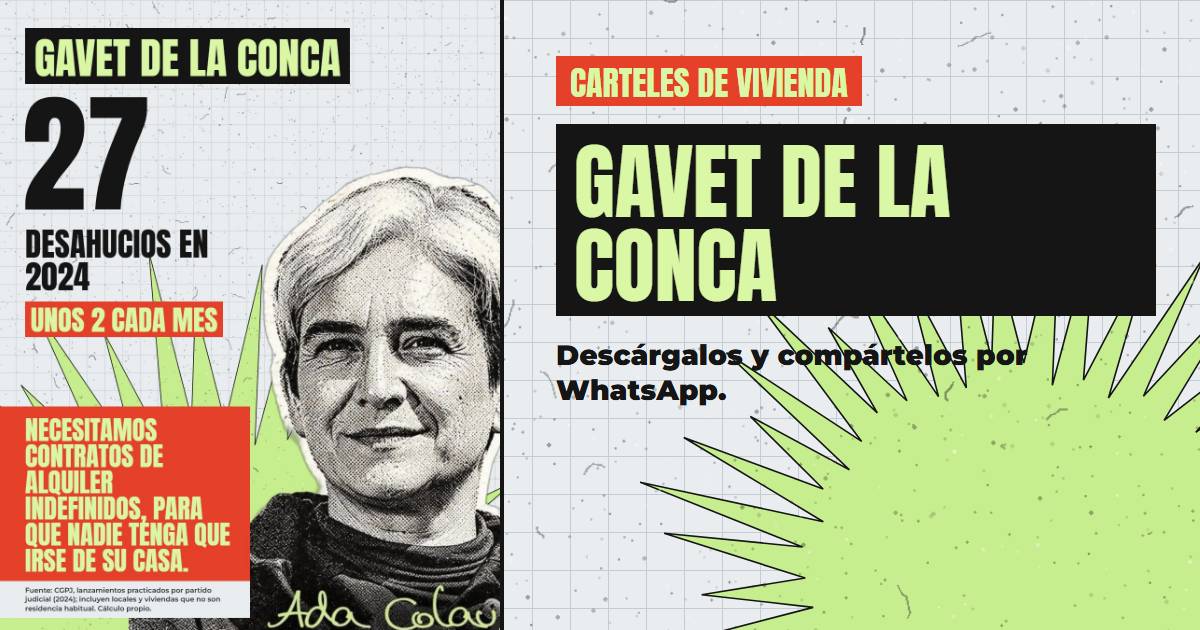 GAVET DE LA CONCA
27
DESAHUCIOS EN
2024
UNOS 2 CADA MES
NECESITAMOS
CONTRATOS DE
ALQUILER
INDEFINIDOS, PARA
QUE NADIE TENGA QUE
IRSE DE SU CASA.
Fuente: CGPJ, lanzamientos practicados por partido
judicial (2024); incluyen locales y viviendas que no son
residencia habitual. Cálculo propio.
Ada Colau
CARTELES DE VIVIENDA
GAVET DE LA
CONCA
Descárgalos y compártelos por
WhatsApp.